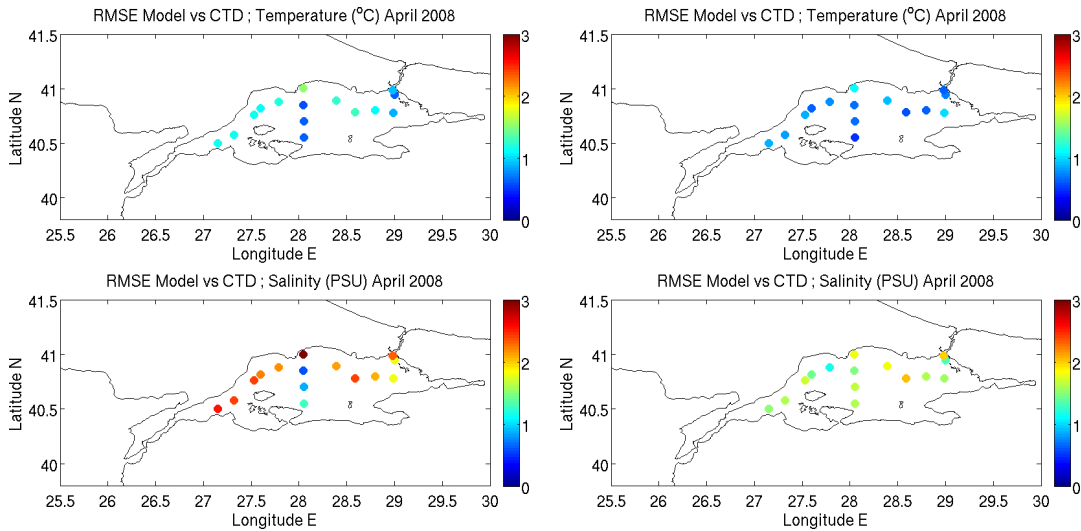 RMSE Model vs CTD ; Temperature (°C) April 2008
41.5
41
40.5
40
Latitude N
25.5 26 26.5 27 27.5 28 28.5 29 29.5 30
Longitude E
3
2
1
0
RMSE Model vs CTD ; Temperature (°C) April 2008
41.5
41
40.5
40
Latitude N
25.5 26 26.5 27 27.5 28 28.5 29 29.5 30
Longitude E
3
2
1
0
RMSE Model vs CTD ; Salinity (PSU) April 2008
41.5
41
40.5
40
Latitude N
25.5 26 26.5 27 27.5 28 28.5 29 29.5 30
Longitude E
3
2
1
0
RMSE Model vs CTD ; Salinity (PSU) April 2008
41.5
41
40.5
40
Latitude N
25.5 26 26.5 27 27.5 28 28.5 29 29.5 30
Longitude E
3
2
1
0